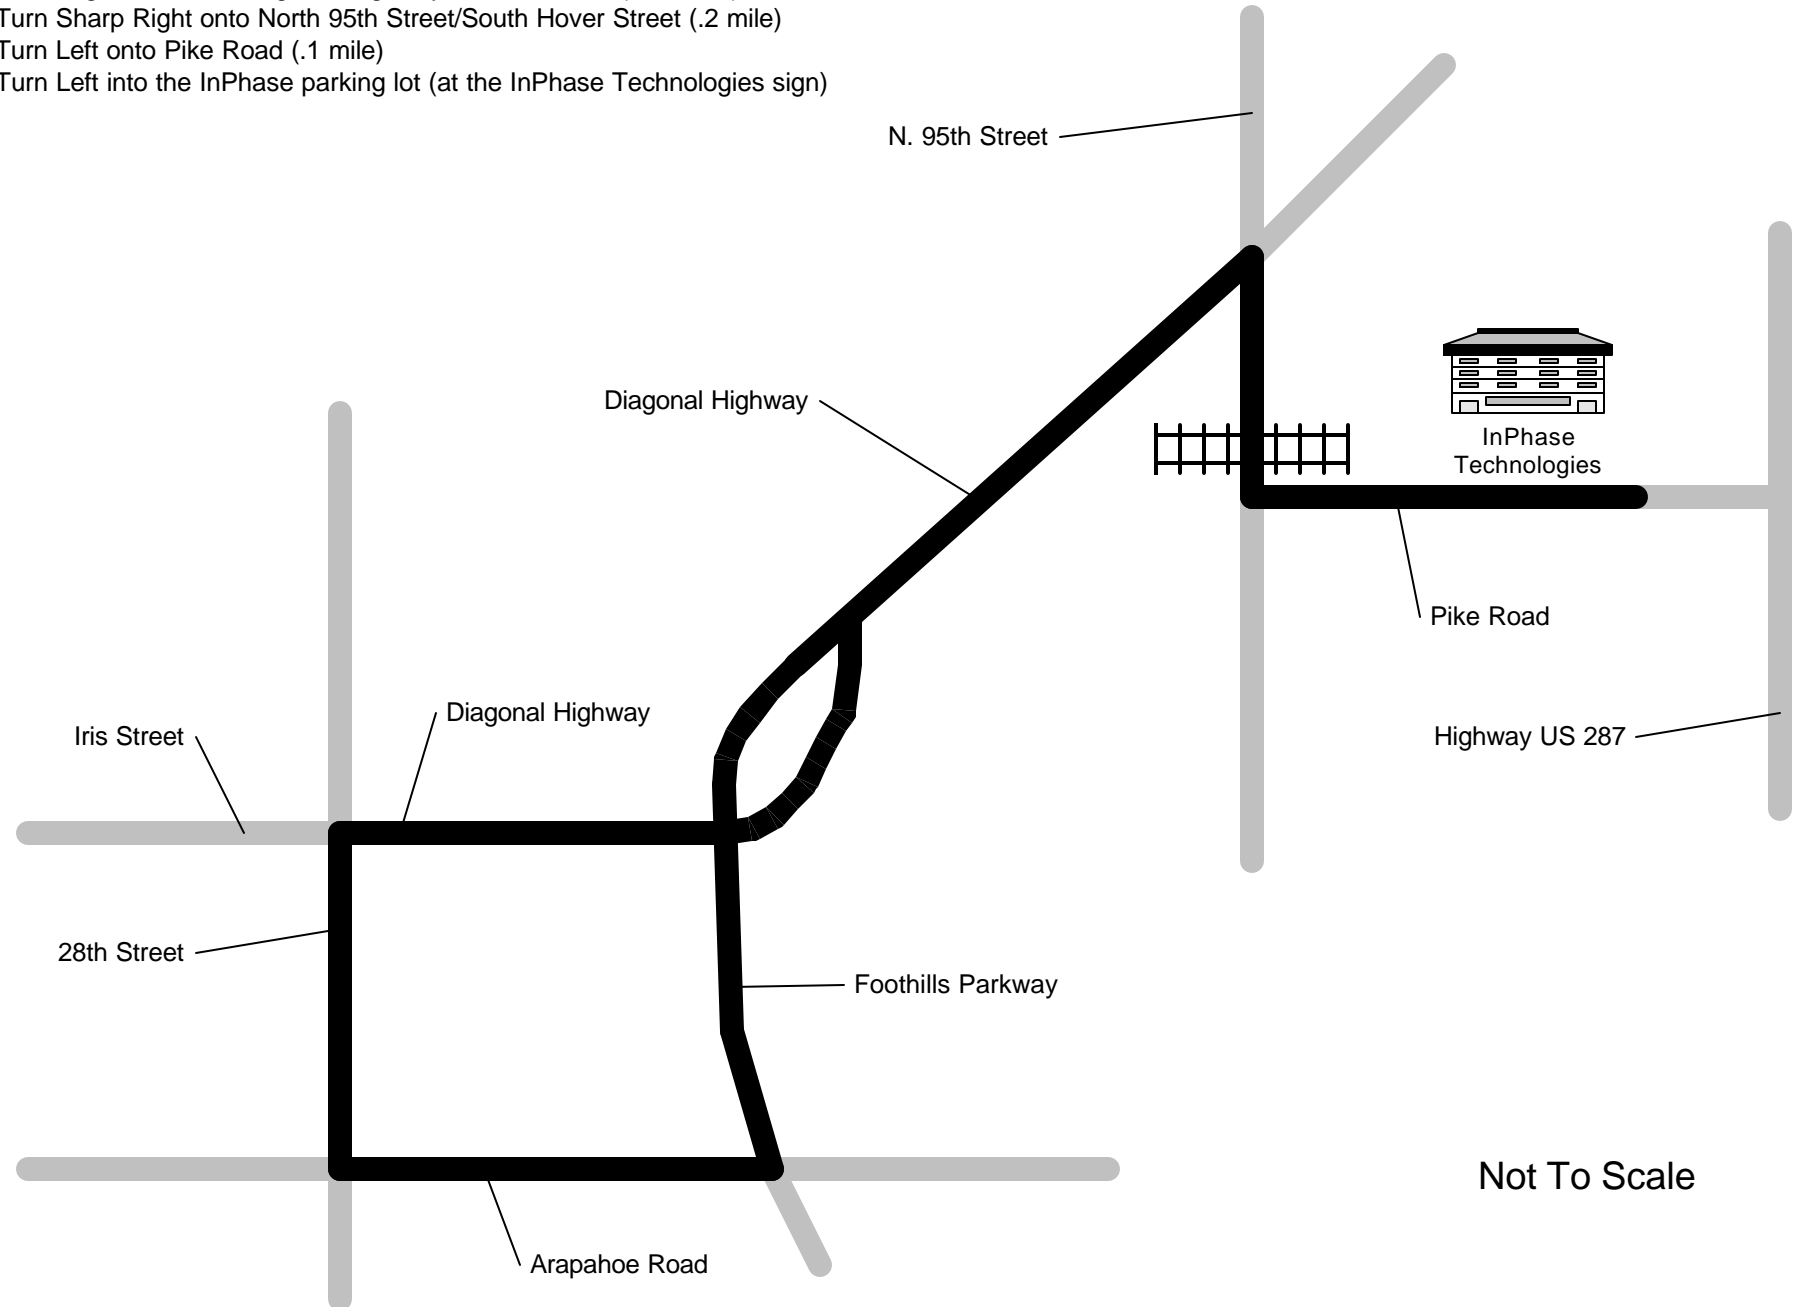 Turn Sharp Right onto North 95th Street/South Hover Street (.2 mile)
Turn Left onto Pike Road (.1 mile)
Turn Left into the InPhase parking lot (at the InPhase Technologies sign)
N. 95th Street
Diagonal Highway
InPhase
Technologies
Pike Road
Diagonal Highway
Iris Street
Highway US 287
28th Street
Foothills Parkway
Not To Scale
Arapahoe Road